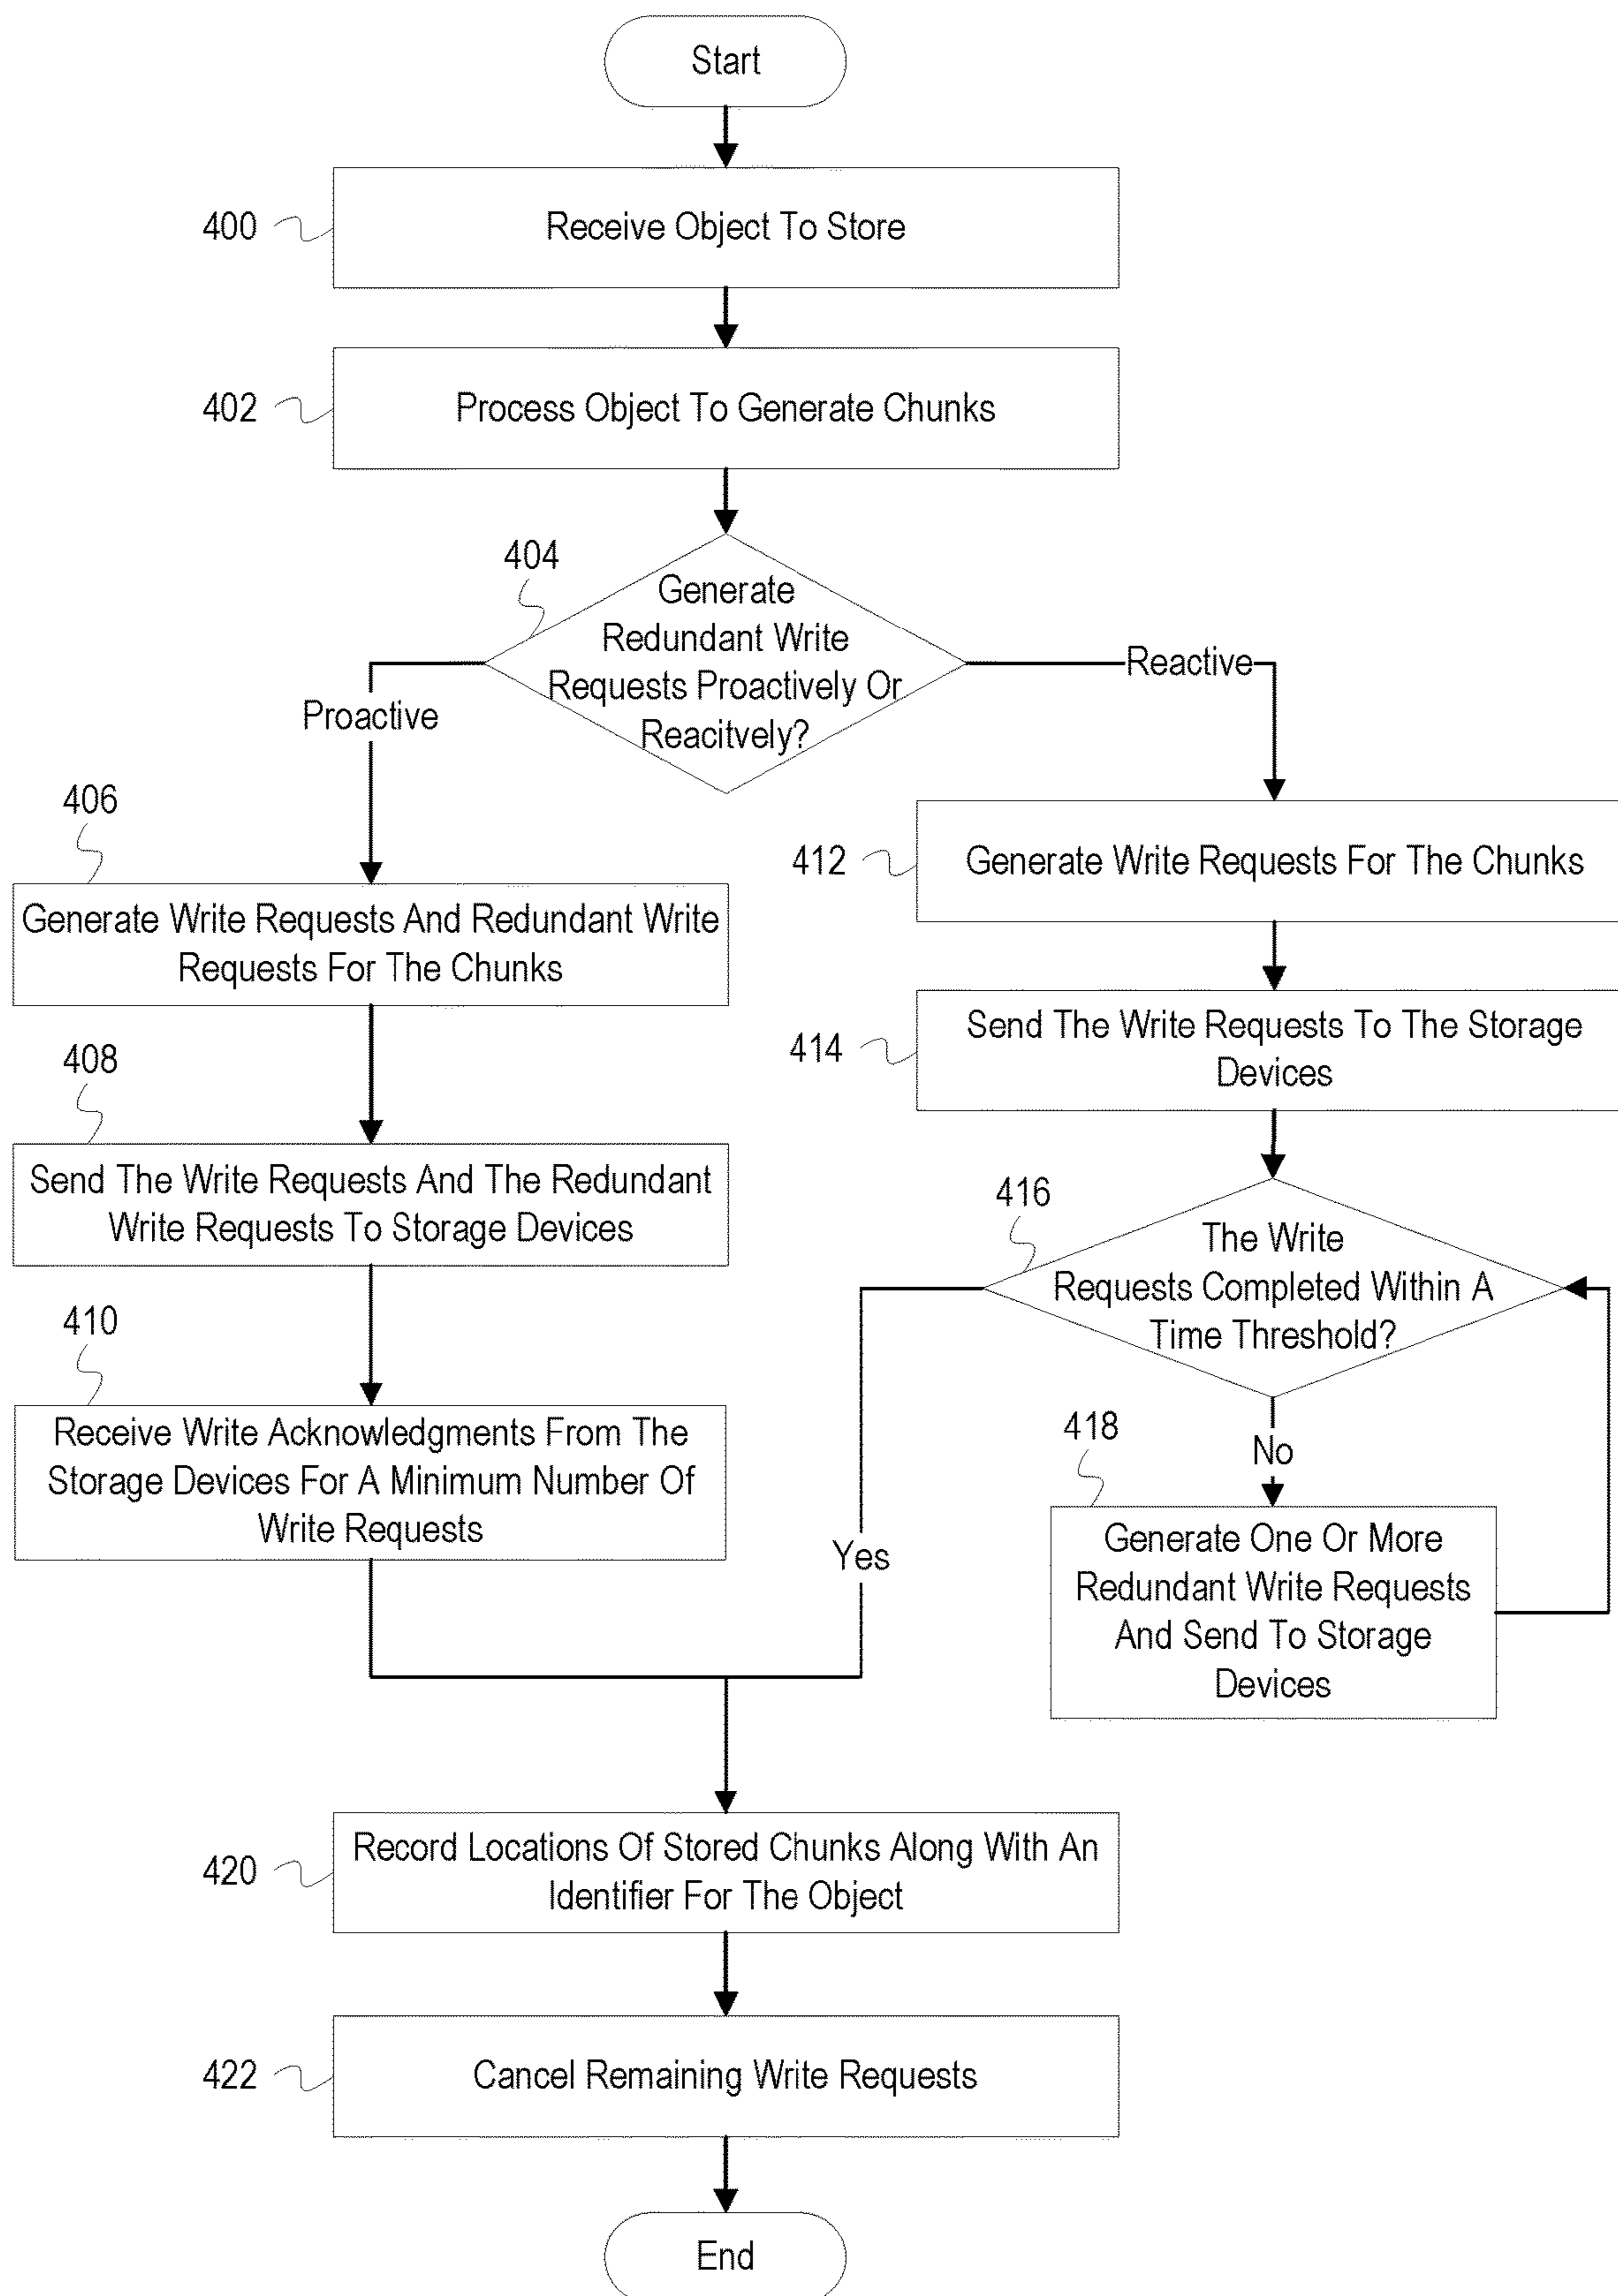 Start
400
Receive Object To Store
402
Process Object To Generate Chunks
404
Generate
Redundant Write
Requests Proactively Or
Reacitvely?
Proactive
Reactive
406
Generate Write Requests And Redundant Write
Requests For The Chunks
408
Send The Write Requests And The Redundant
Write Requests To Storage Devices
410
Receive Write Acknowledgments From The
Storage Devices For A Minimum Number Of
Write Requests
412
Generate Write Requests For The Chunks
414
Send The Write Requests To The Storage
Devices
416
The Write
Requests Completed Within A
Time Threshold?
No
Yes
418
Generate One Or More
Redundant Write Requests
And Send To Storage
Devices
420
Record Locations Of Stored Chunks Along With An
Identifier For The Object
422
Cancel Remaining Write Requests
End